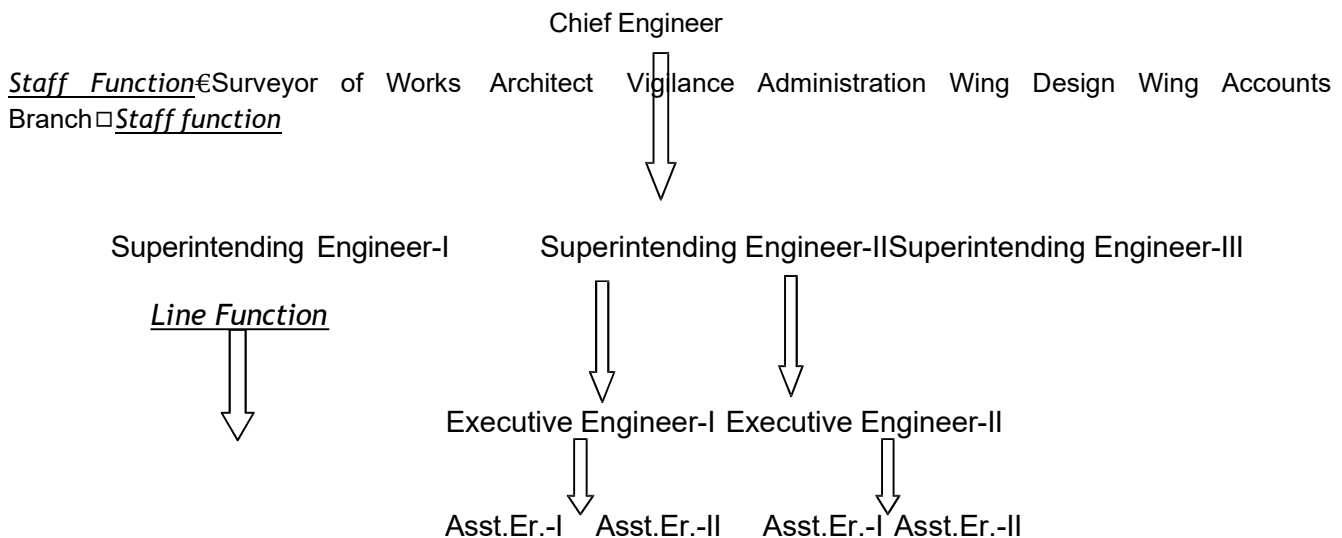 Chief Engineer
Staff Function€Surveyor of Works Architect Vigilance Administration Wing Design Wing Accounts
Branch□Staff function
Superintending Engineer-I Superintending Engineer-IISuperintending Engineer-III
Line Function
Executive Engineer-I Executive Engineer-II
Asst.Er.-I Asst.Er.-II Asst.Er.-I Asst.Er.-II